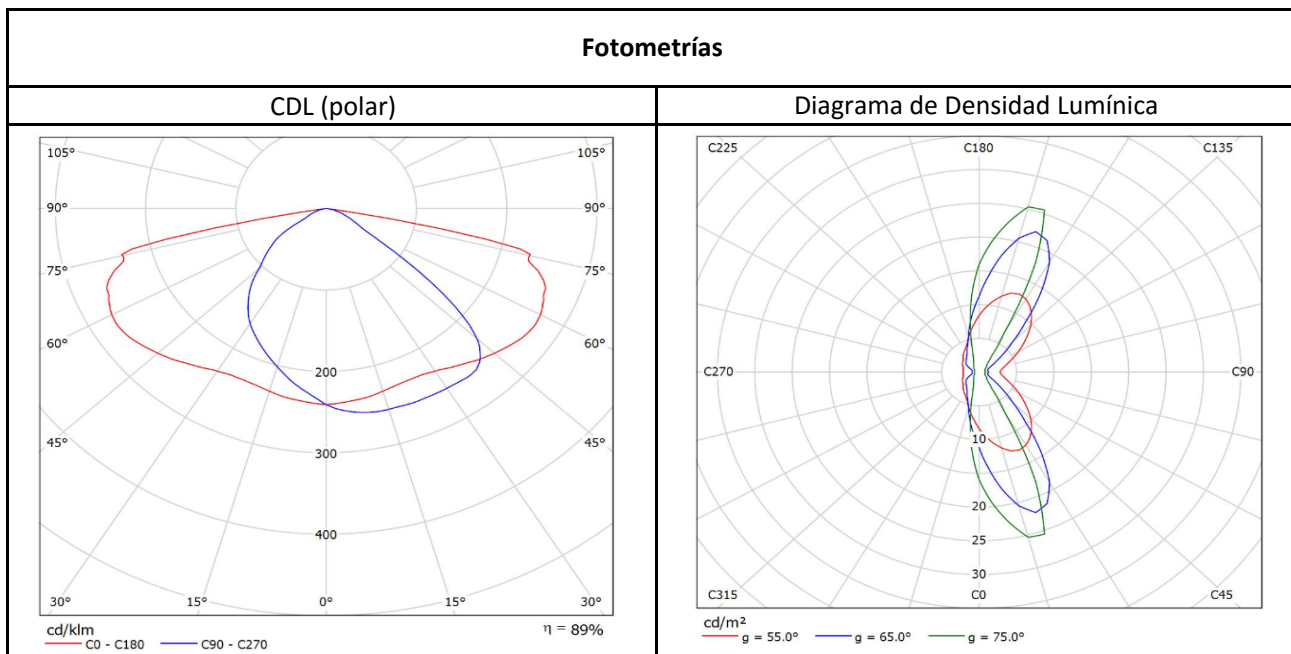 Fotometrías
CDL (polar)
Diagrama de Densidad Lumínica
105°
105°
90°
90°
75°
75°
60°
60°
45°
45°
200
300
400
30°
15°
0°
15°
30°
cd/klm
η = 89%
C0 - C180
C90 - C270
C225
C180
C135
C270
C90
10
20
25
30
C315
C0
C45
cd/m²
g = 55.0°
g = 65.0°
g = 75.0°